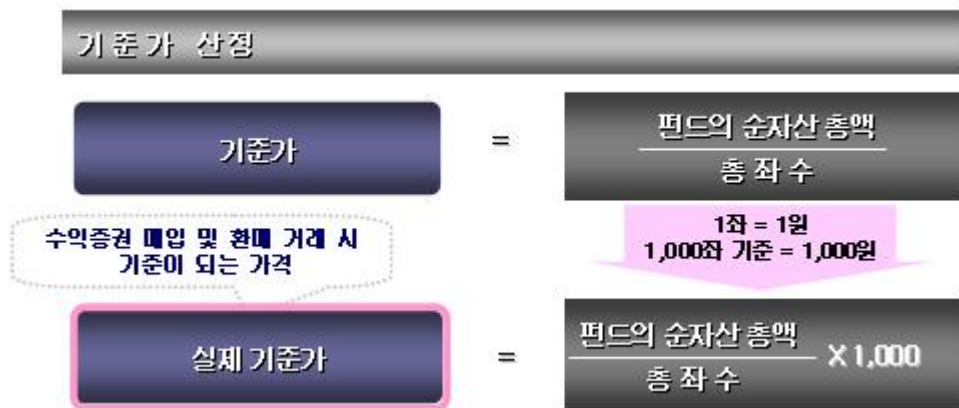 기준가 산정
기준가
=
펀드의 순자산 총액
총 좌 수
수익증권 매입 및 환매 거래 시
기준이 되는 가격
1좌 = 1원
1,000좌 기준 = 1,000원
실제 기준가
=
펀드의 순자산 총액
총 좌 수
X 1,000